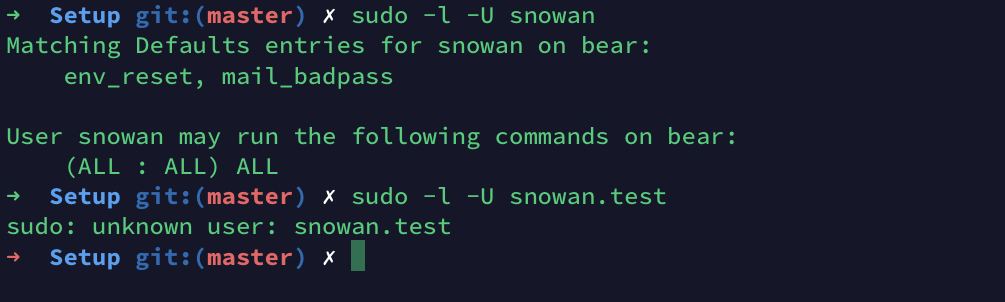 →  Setup git:(master) ✗ sudo -l -U snowan
Matching Defaults entries for snowan on bear:
    env_reset, mail_badpass

User snowan may run the following commands on bear:
    (ALL : ALL) ALL
→  Setup git:(master) ✗ sudo -l -U snowan.test
sudo: unknown user: snowan.test
→  Setup git:(master) ✗